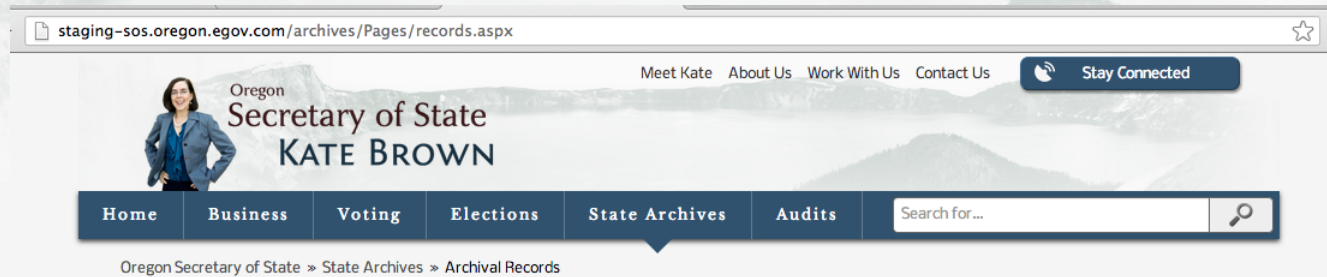 staging-sos.oregon.egov.com/archives/Pages/records.aspx
Meet Kate About Us Work With Us Contact Us Stay Connected
Oregon
Secretary of State
KATE BROWN
Home Business Voting Elections State Archives Audits Search for...
Oregon Secretary of State » State Archives » Archival Records